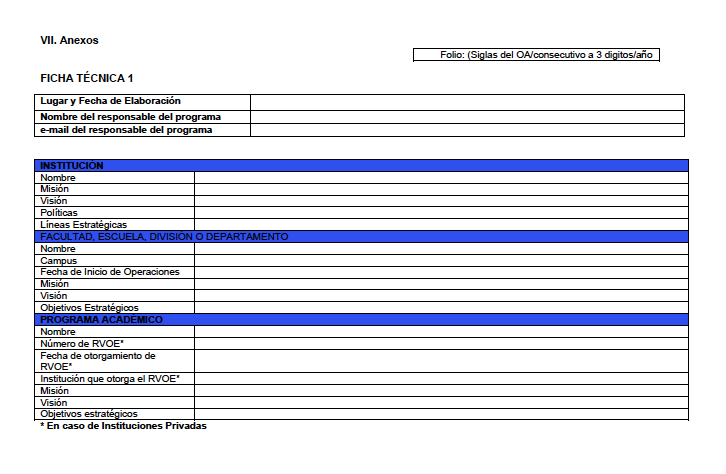 VII. Anexos
Folio: (Siglas del OA/consecutivo a 3 digitos/año
FICHA TÉCNICA 1
Lugar y Fecha de Elaboración
Nombre del responsable del programa
e-mail del responsable del programa
INSTITUCIÓN
Nombre
Misión
Visión
Políticas
Líneas Estratégicas
FACULTAD, ESCUELA, DIVISIÓN O DEPARTAMENTO
Nombre
Campus
Fecha de Inicio de Operaciones
Misión
Visión
Objetivos Estratégicos
PROGRAMA ACADÉMICO
Nombre
Número de RVOE*
Fecha de otorgamiento de
RVOE*
Institución que otorga el RVOE*
Misión
Visión
Objetivos estratégicos
* En caso de Instituciones Privadas